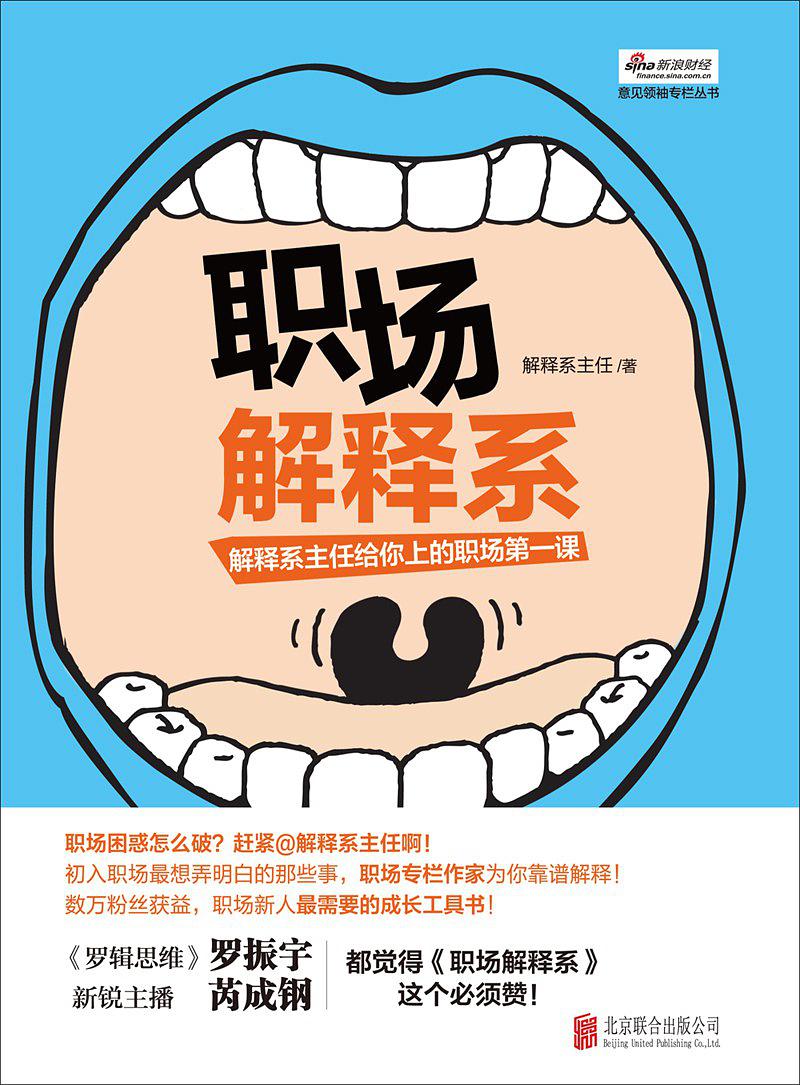 sina新浪财经
finance.sina.com.cn
意见领袖专栏丛书
职场
解释系主任/著
解释系
解释系主任给你上的职场第一课
职场困惑怎么破？赶紧@解释系主任啊！
初入职场最想弄明白的那些事，职场专栏作家为你靠谱解释！
数万粉丝获益，职场新人最需要的成长工具书！
《罗辑思维》罗振宇
新锐主播 芮成钢
都觉得《职场解释系》
这个必须赞！
北京联合出版公司
Beijing United Publishing Co.,Ltd.